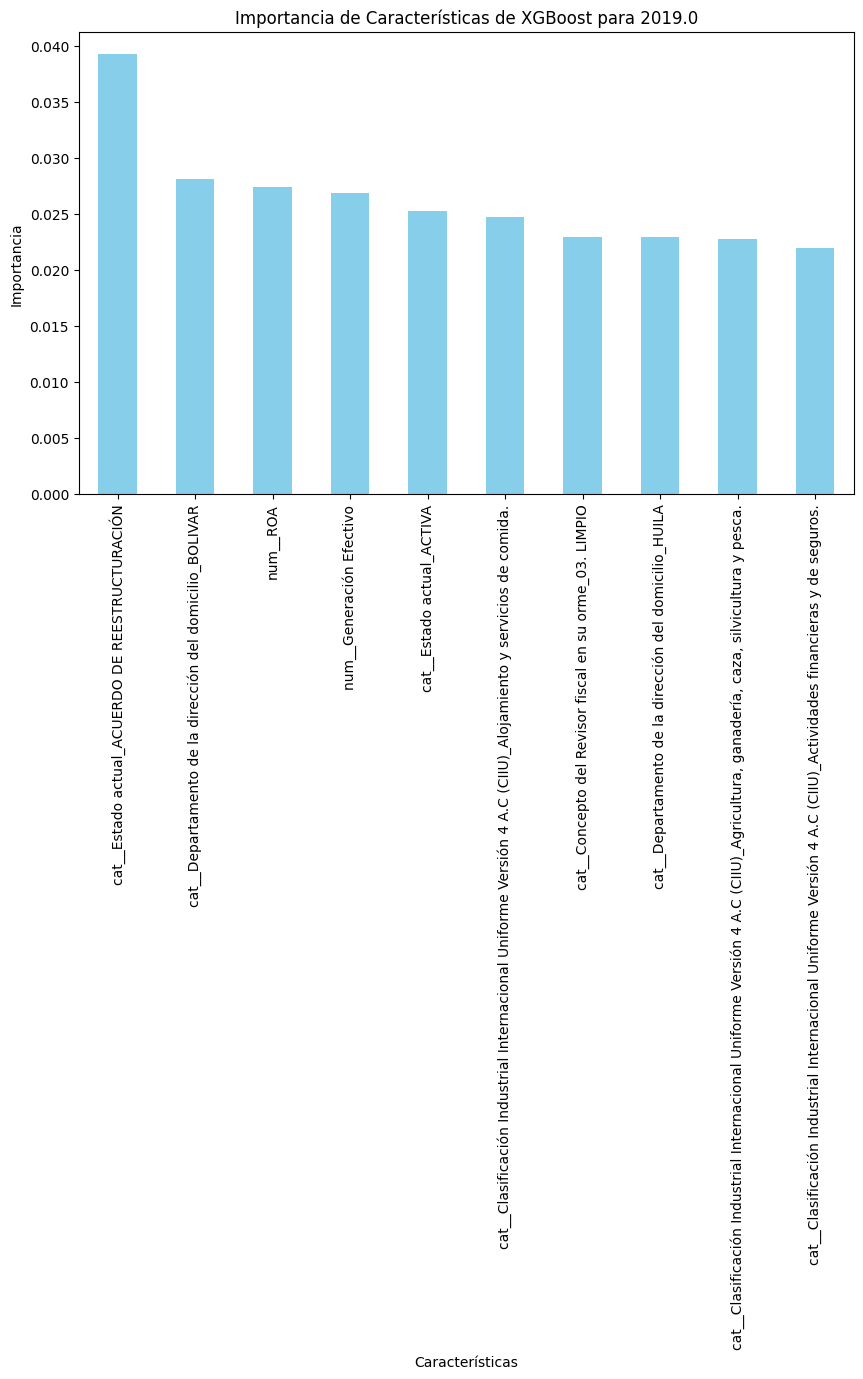 Importancia de Características de XGBoost para 2019.0
Importancia
0.040
0.035
0.030
0.025
0.020
0.015
0.010
0.005
0.000
cat__Estado actual_ACUERDO DE REESTRUCTURACIÓN
cat__Departamento de la dirección del domicilio_BOLIVAR
num__ROA
num__Generación Efectivo
cat__Estado actual_ACTIVA
cat__Clasificación Industrial Internacional Uniforme Versión 4 A.C (CIIU)_Alojamiento y servicios de comida.
cat__Concepto del Revisor fiscal en su orme_03. LIMPIO
cat__Departamento de la dirección del domicilio_HUILA
cat__Clasificación Industrial Internacional Uniforme Versión 4 A.C (CIIU)_Agricultura, ganadería, caza, silvicultura y pesca.
cat__Clasificación Industrial Internacional Uniforme Versión 4 A.C (CIIU)_Actividades financieras y de seguros.
Características